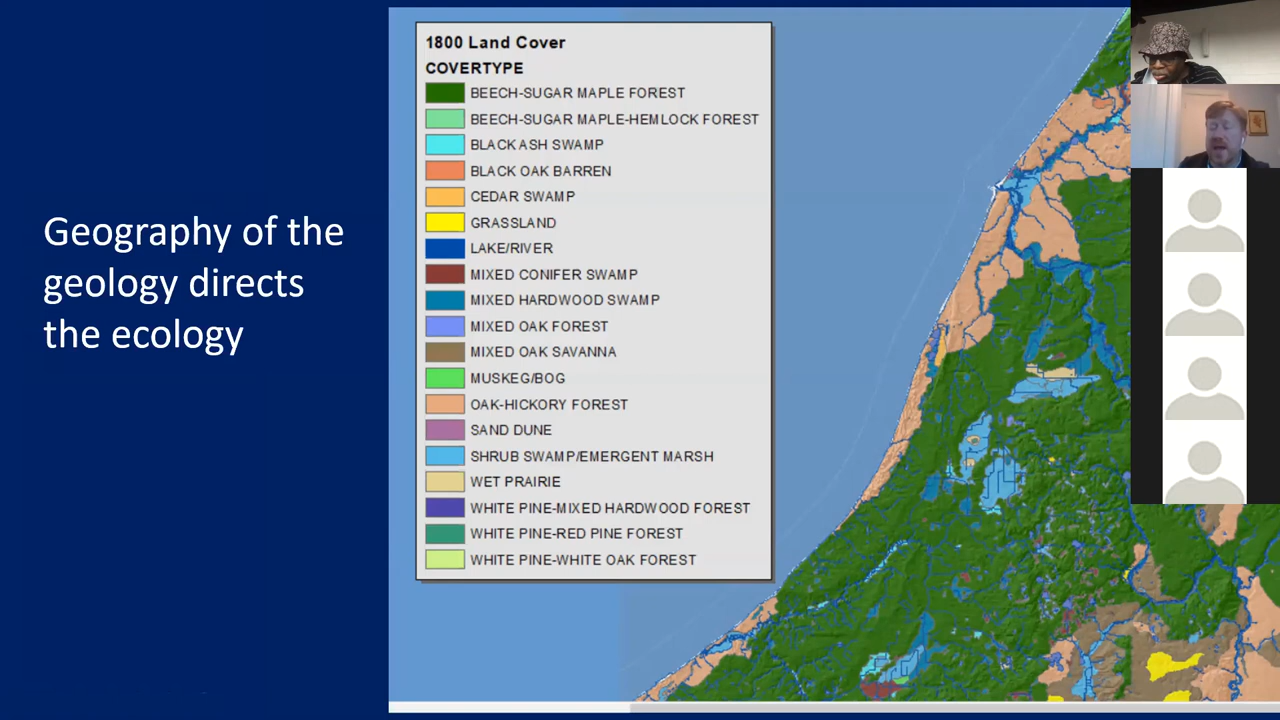 Geography of the
geology directs
the ecology
1800 Land Cover
COVERTYPE
BEECH-SUGAR MAPLE FOREST
BEECH-SUGAR MAPLE-HEMLOCK FOREST
BLACK ASH SWAMP
BLACK OAK BARREN
CEDAR SWAMP
GRASSLAND
LAKE/RIVER
MIXED CONIFER SWAMP
MIXED HARDWOOD SWAMP
MIXED OAK FOREST
MIXED OAK SAVANNA
MUSKEG/BOG
OAK-HICKORY FOREST
SAND DUNE
SHRUB SWAMP/EMERGENT MARSH
WET PRAIRIE
WHITE PINE-MIXED HARDWOOD FOREST
WHITE PINE-RED PINE FOREST
WHITE PINE-WHITE OAK FOREST